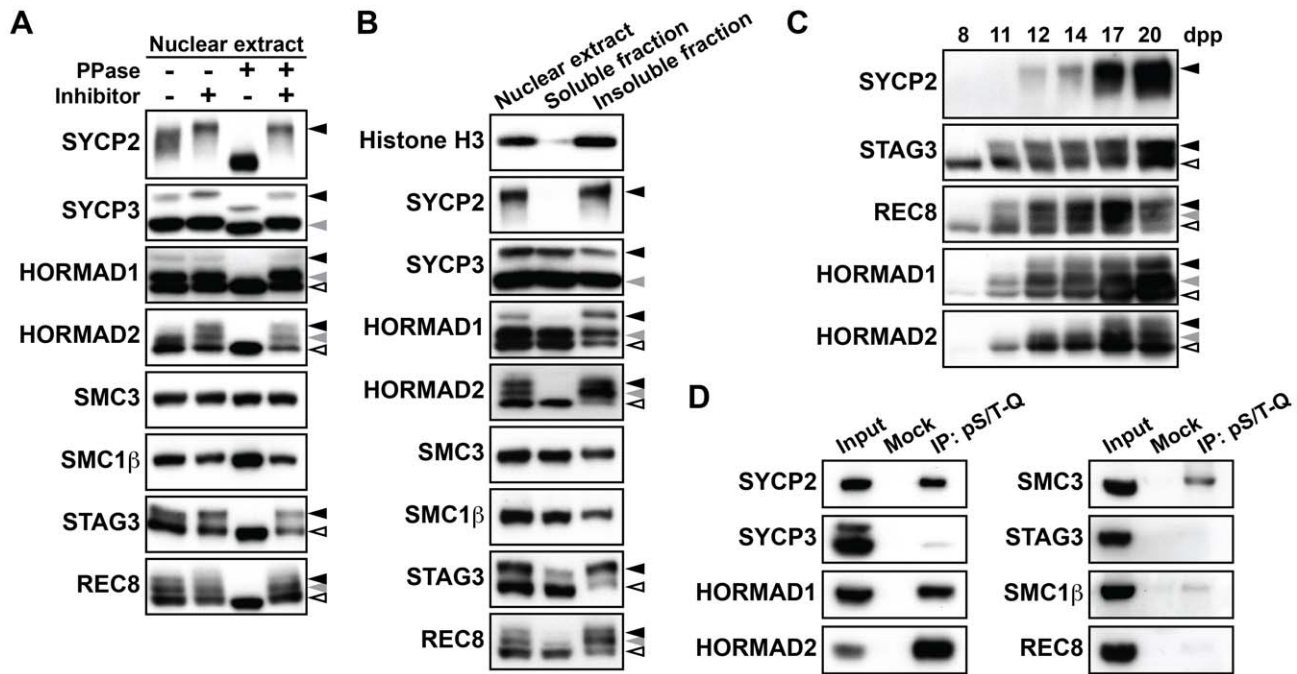 A
Nuclear extract
PPase - - + +
Inhibitor - + - +
SYCP2
SYCP3
HORMAD1
HORMAD2
SMC3
SMC1β
STAG3
REC8
B
Nuclear extract
Soluble fraction
Insoluble fraction
Histone H3
SYCP2
SYCP3
HORMAD1
HORMAD2
SMC3
SMC1β
STAG3
REC8
C
8 11 12 14 17 20 dpp
SYCP2
STAG3
REC8
HORMAD1
HORMAD2
D
Input Mock IP: pS/T-Q
SYCP2
SYCP3
HORMAD1
HORMAD2
Input Mock IP: pS/T-Q
SMC3
STAG3
SMC1β
REC8